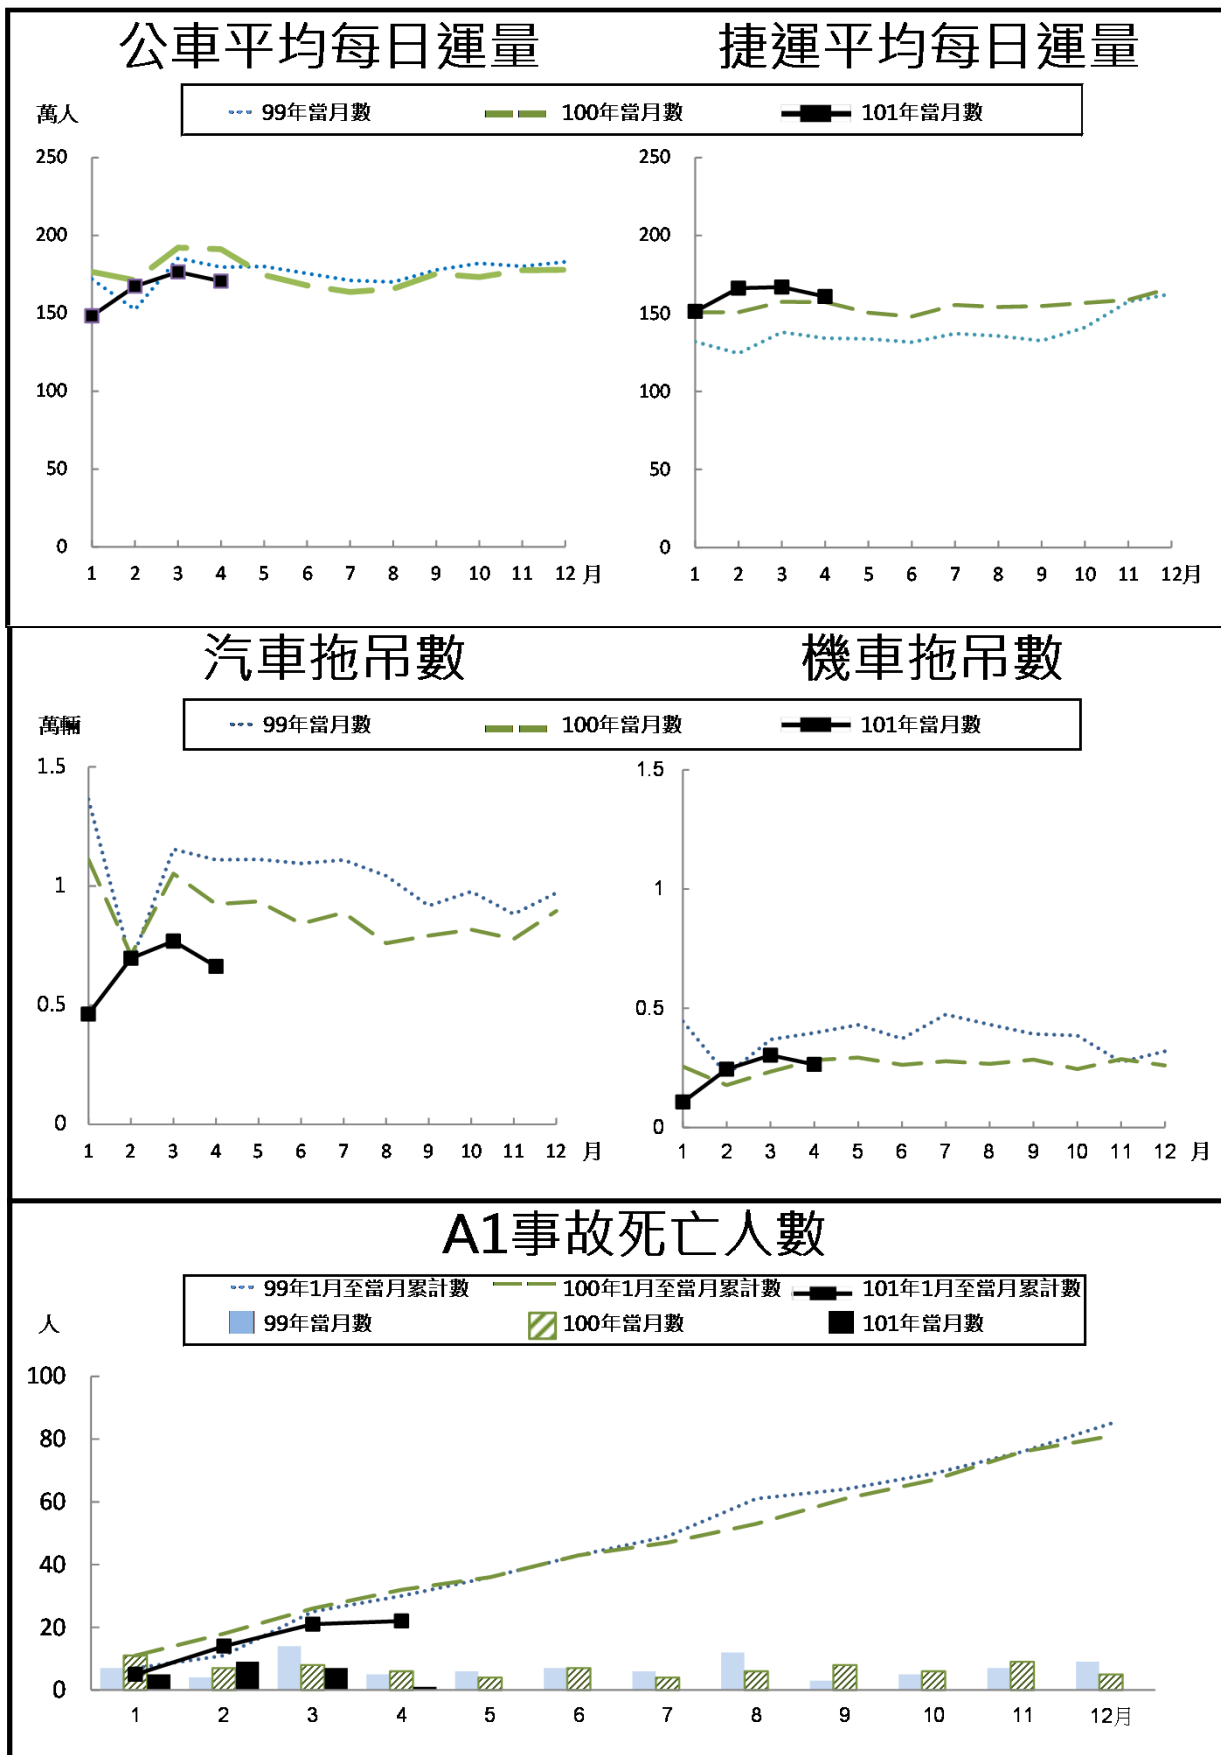 公車平均每日運量 捷運平均每日運量
萬人 99年當月數 100年當月數 101年當月數
250 250
200 200
150 150
100 100
50 50
0 0
1 2 3 4 5 6 7 8 9 10 11 12 月 1 2 3 4 5 6 7 8 9 10 11 12月
汽車拖吊數 機車拖吊數
萬輛 99年當月數 100年當月數 101年當月數
1.5 1.5
1 1
0.5 0.5
0 0
1 2 3 4 5 6 7 8 9 10 11 12 月 1 2 3 4 5 6 7 8 9 10 11 12 月
A1事故死亡人數
99年1月至當月累計數 100年1月至當月累計數 101年1月至當月累計數
人 99年當月數 100年當月數 101年當月數
100
80
60
40
20
0
1 2 3 4 5 6 7 8 9 10 11 12月